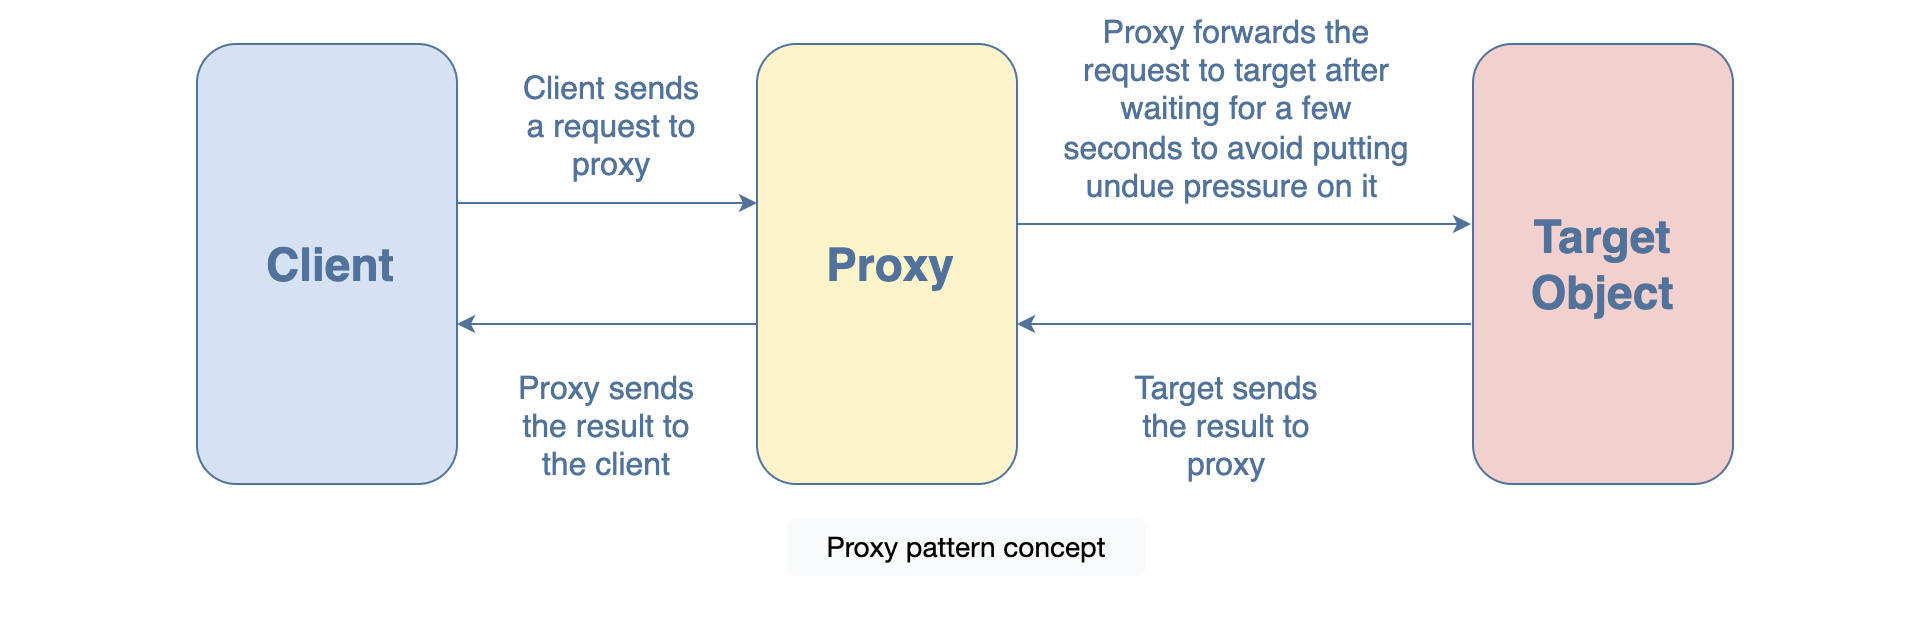 Client
Client sends
a request to
proxy
Proxy sends
the result to
the client
Proxy
Proxy forwards the
request to target after
waiting for a few
seconds to avoid putting
undue pressure on it
Target sends
the result to
proxy
Target
Object
Proxy pattern concept